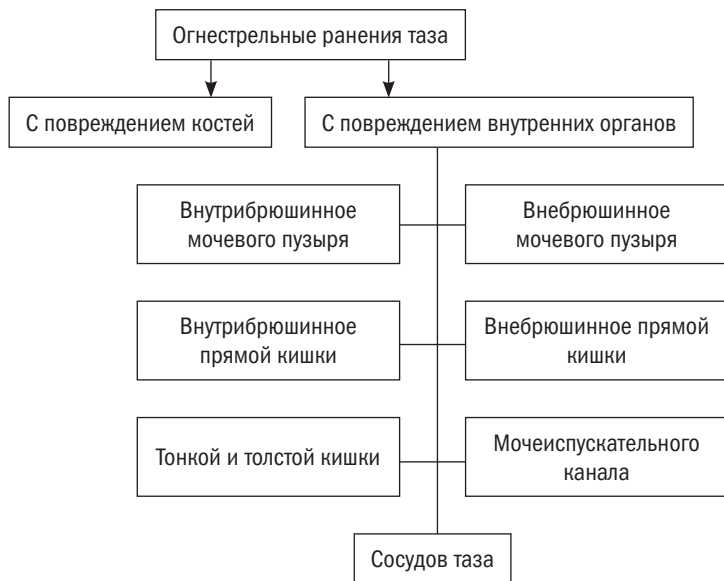 Огнестрельные ранения таза
С повреждением костей
С повреждением внутренних органов
Внутрибрюшинное
мочевого пузыря
Внебрюшинное
мочевого пузыря
Внутрибрюшинное
прямой кишки
Внебрюшинное прямой
кишки
Тонкой и толстой кишки
Мочеиспускательного
канала
Сосудов таза